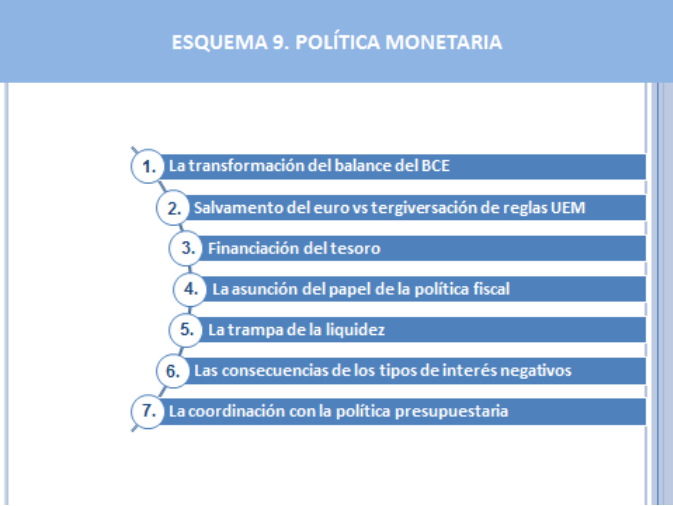 ESQUEMA 9. POLÍTICA MONETARIA
1. La transformación del balance del BCE
2. Salvamento del euro vs tergiversación de reglas UEM
3. Financiación del tesoro
4. La asunción del papel de la política fiscal
5. La trampa de la liquidez
6. Las consecuencias de los tipos de interés negativos
7. La coordinación con la política presupuestaria